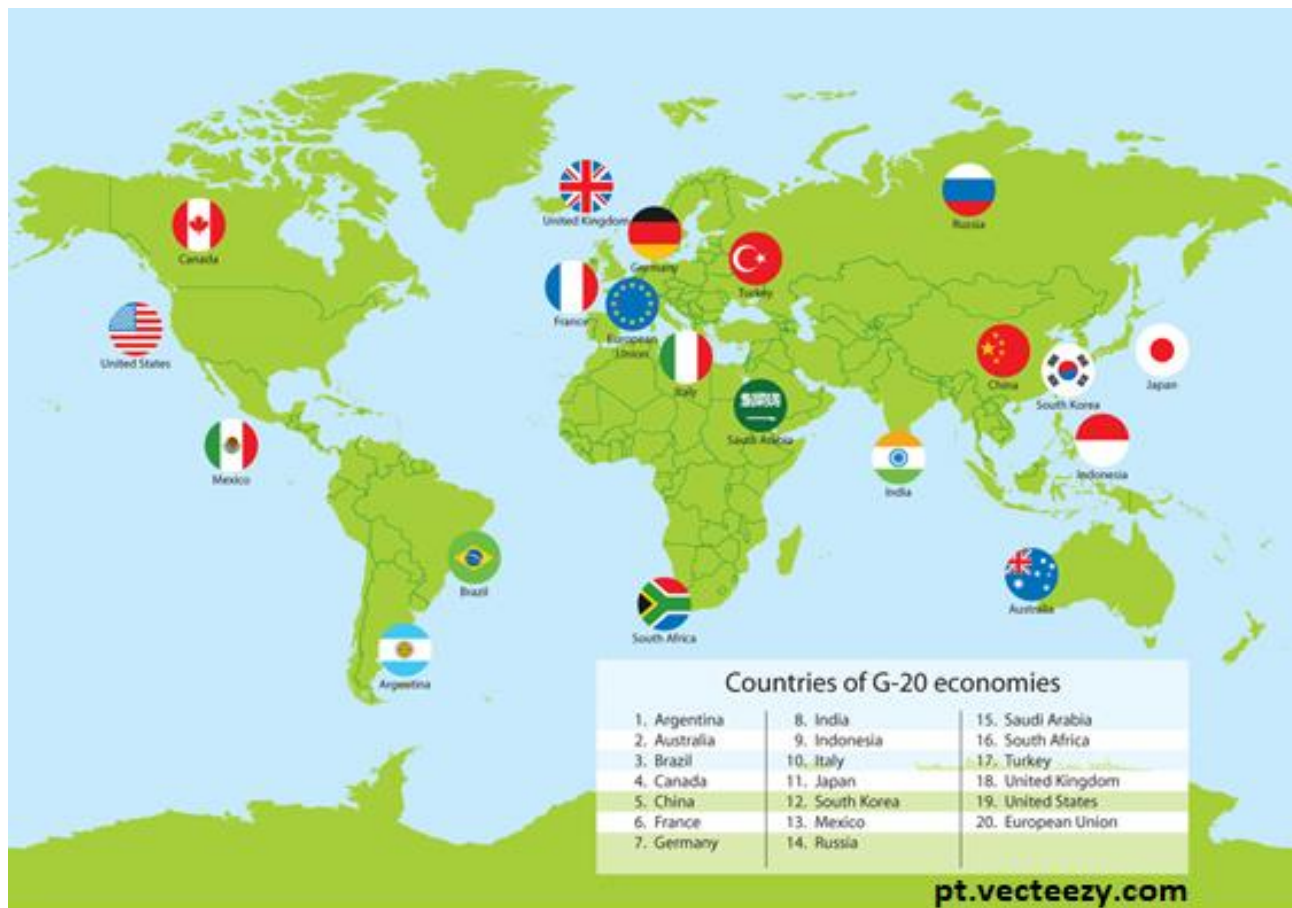 United Kingdom
Canada
Russia
Germany
Turkey
France
United States
European
Union
Italy
China
South Korea
Japan
South Arabia
Mexico
India
Indonesia
Brazil
Australia
South Africa
Argentina
Countries of G-20 economies
1. Argentina
2. Australia
3. Brazil
4. Canada
5. China
6. France
7. Germany
8. India
9. Indonesia
10. Italy
11. Japan
12. South Korea
13. Mexico
14. Russia
15. Saudi Arabia
16. South Africa
17. Turkey
18. United Kingdom
19. United States
20. European Union
pt.vecteezy.com